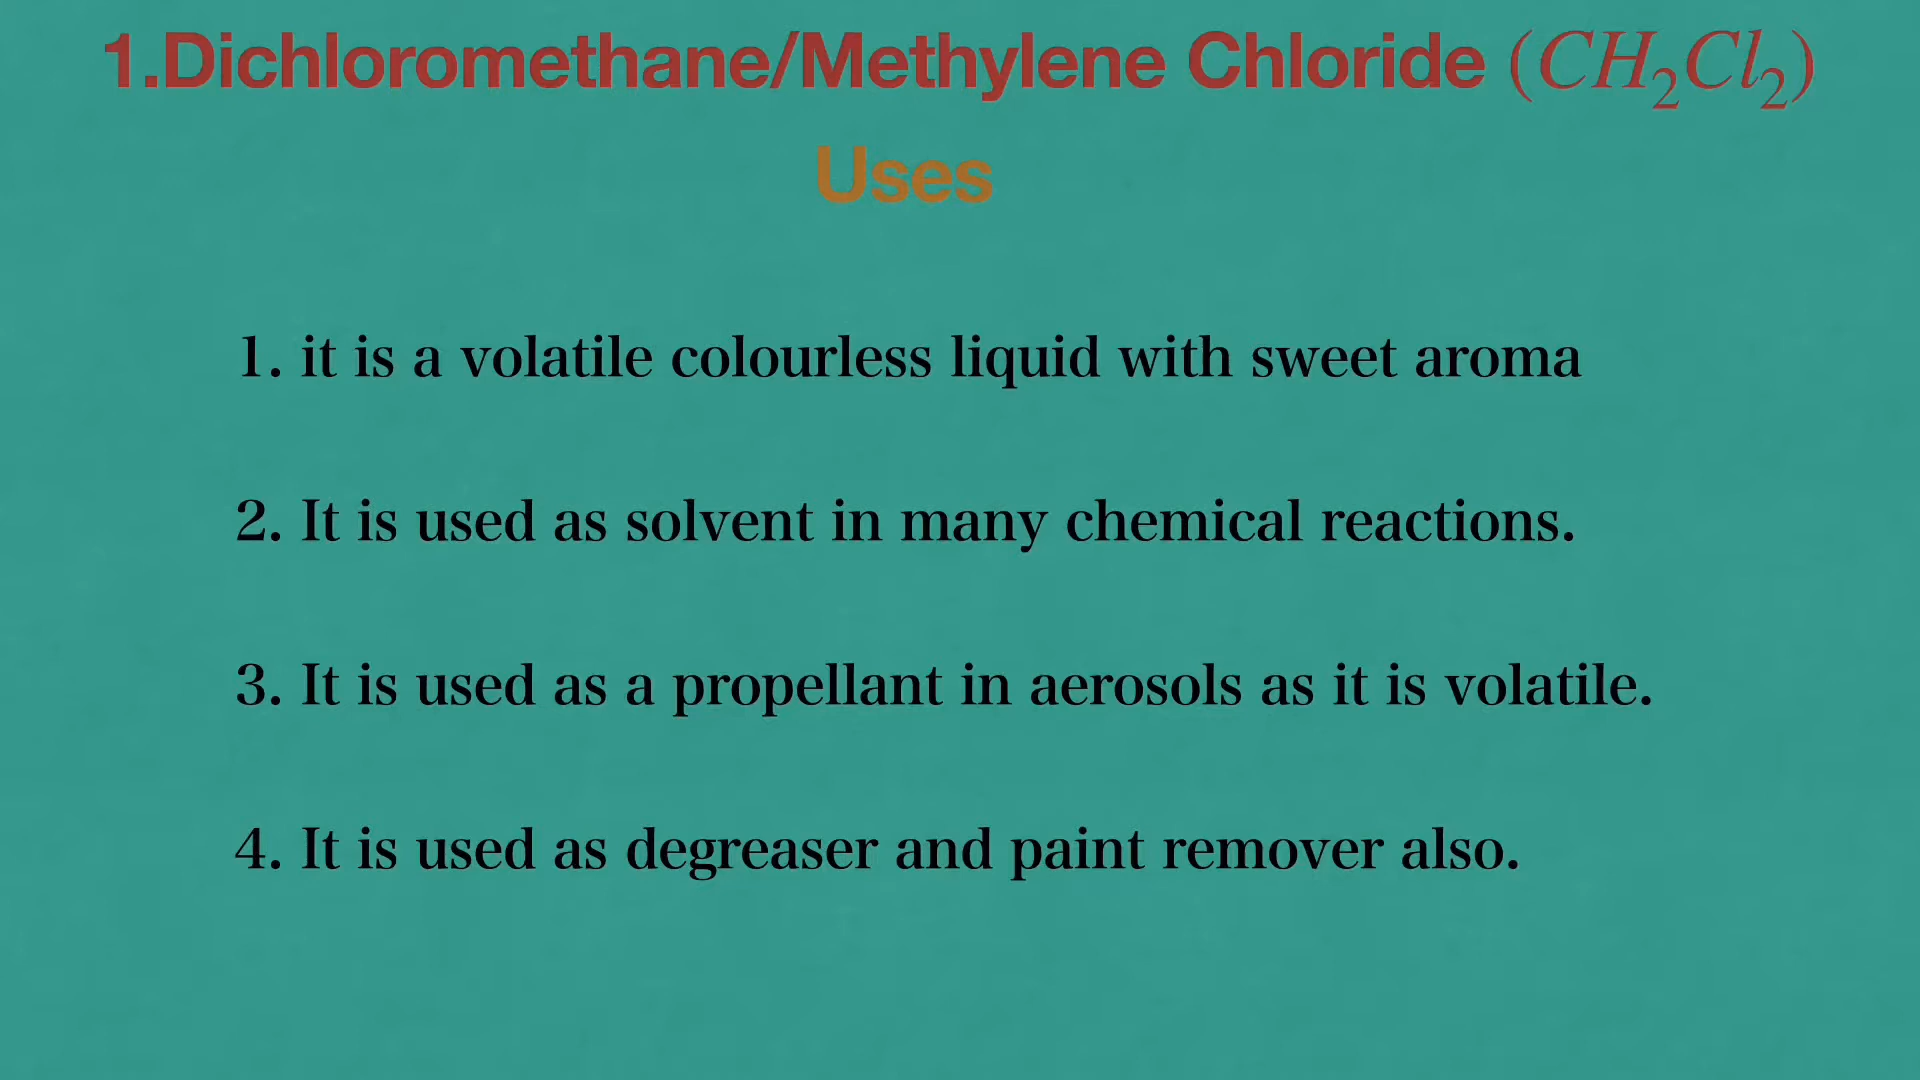 1.Dichloromethane/Methylene Chloride (CH₂Cl₂)
Uses
1. it is a volatile colourless liquid with sweet aroma
2. It is used as solvent in many chemical reactions.
3. It is used as a propellant in aerosols as it is volatile.
4. It is used as degreaser and paint remover also.